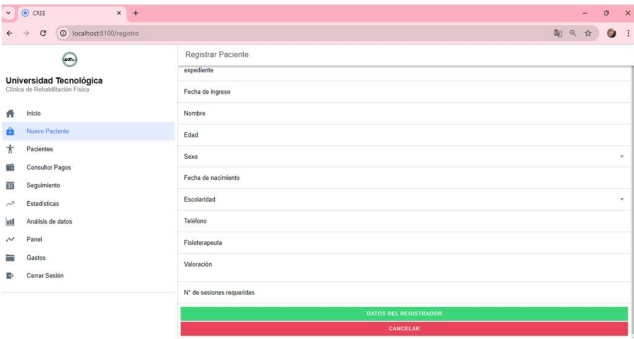 CREE
localhost:8100/registro
Universidad Tecnológica
Clínica de Rehabilitación Física
Inicio
Nuevo Paciente
Pacientes
Consultor Pagos
Seguimiento
Estadísticas
Análisis de datos
Panel
Gastos
Cerrar Sesión
Registrar Paciente
expediente
Fecha de ingreso
Nombre
Edad
Sexo
Fecha de nacimiento
Escolaridad
Teléfono
Fisioterapeuta
Valoración
N° de sesiones requeridas
DATOS DEL REGISTRADOR
CANCELAR